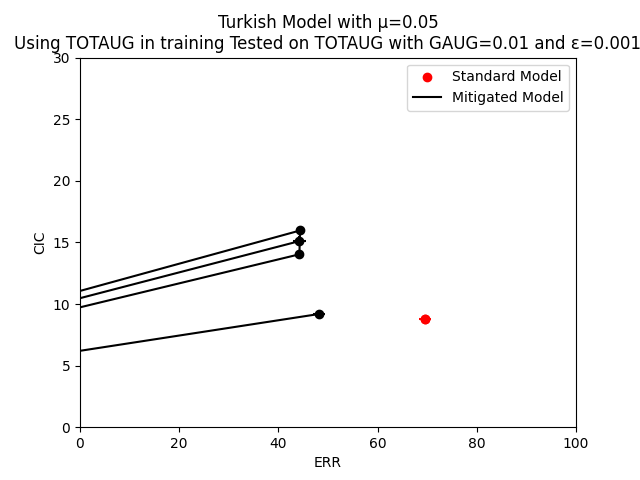 Turkish Model with μ=0.05
Using TOTAUG in training Tested on TOTAUG with GAUG=0.01 and ε=0.001
30
25
20
15
10
5
0
CIC
Standard Model
Mitigated Model
0 20 40 60 80 100
ERR